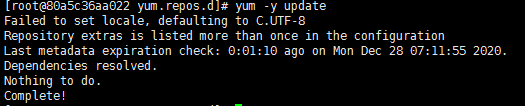 [root@80a5c36aa022 yum.repos.d]# yum -y update
Failed to set locale, defaulting to C.UTF-8
Repository extras is listed more than once in the configuration
Last metadata expiration check: 0:01:10 ago on Mon Dec 28 07:11:55 2020.
Dependencies resolved.
Nothing to do.
Complete!